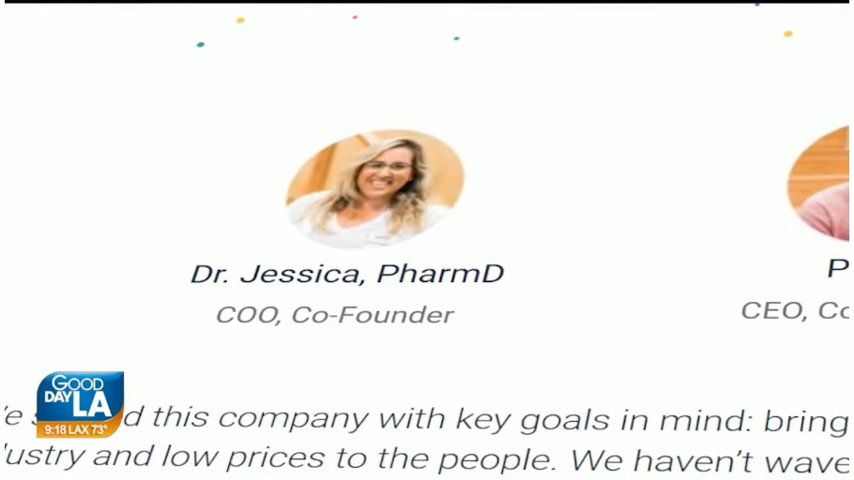 Dr. Jessica, PharmD
P
COO, Co-Founder
CEO, Co
this company with key goals in mind: bring
and low prices to the people. We haven't wave
GOOD
DAY
LA
9:18 LAX 73°